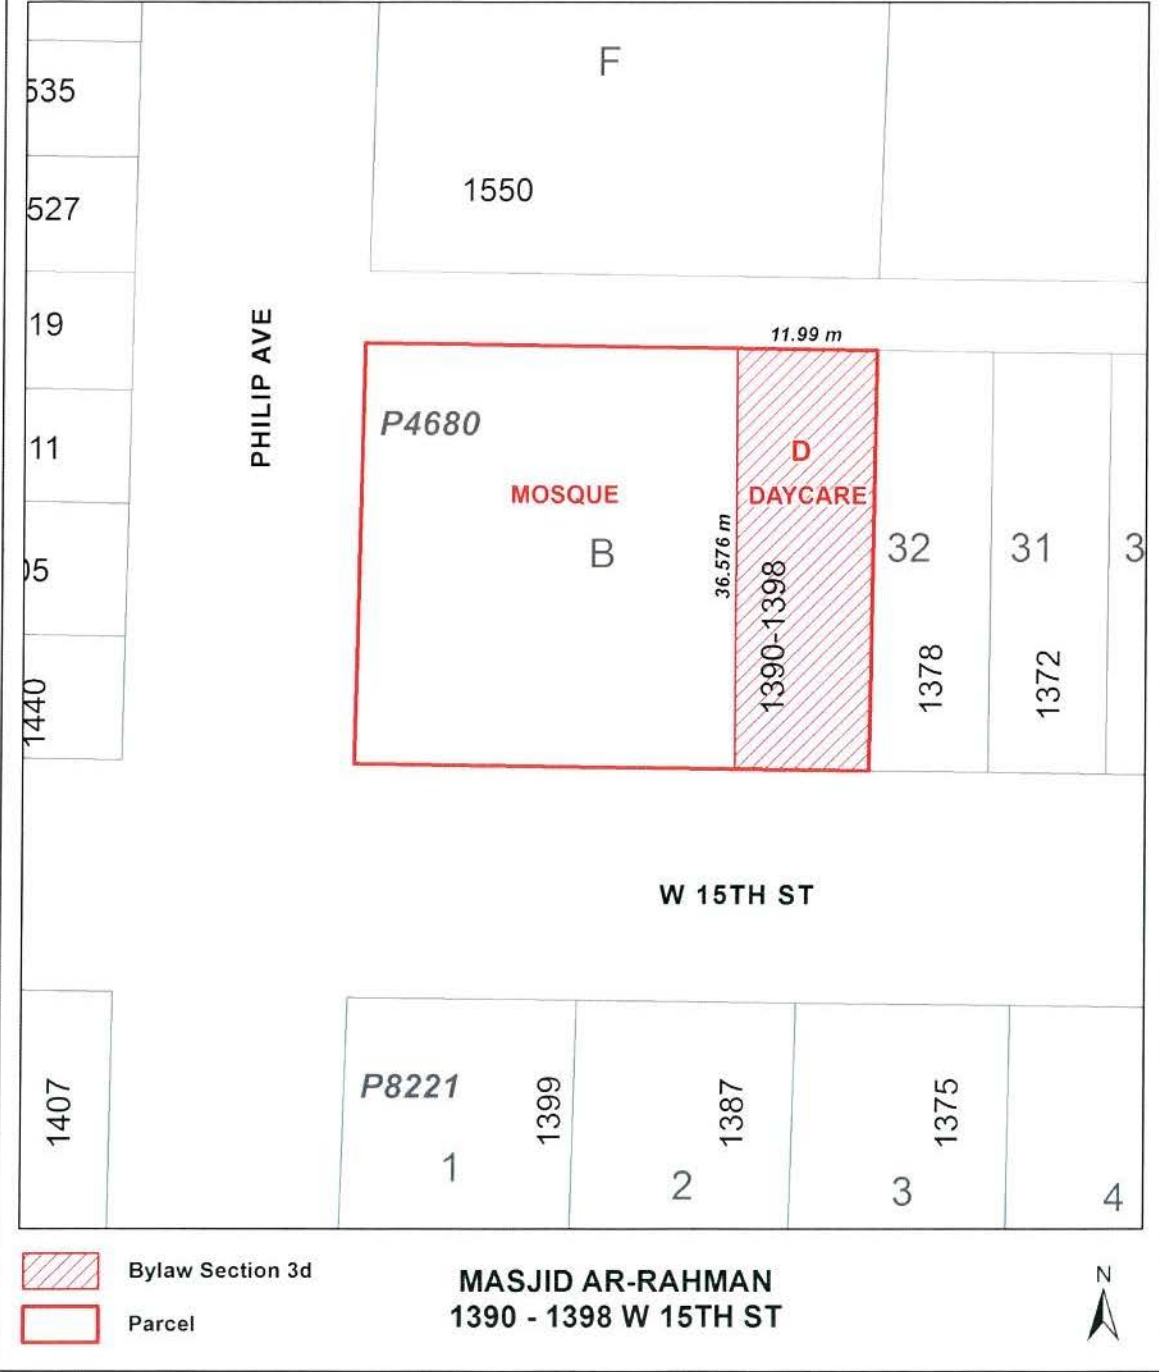 F
535
1550
527
19
PHILIP AVE
11.99 m
P4680
11
D
MOSQUE
DAYCARE
B
36.576 m
1390-1398
32
31
3
05
1378
1372
1440
W 15TH ST
P8221
1407
1399
1387
1375
1
2
3
4
Bylaw Section 3d
Parcel
MASJID AR-RAHMAN
1390 - 1398 W 15TH ST
N